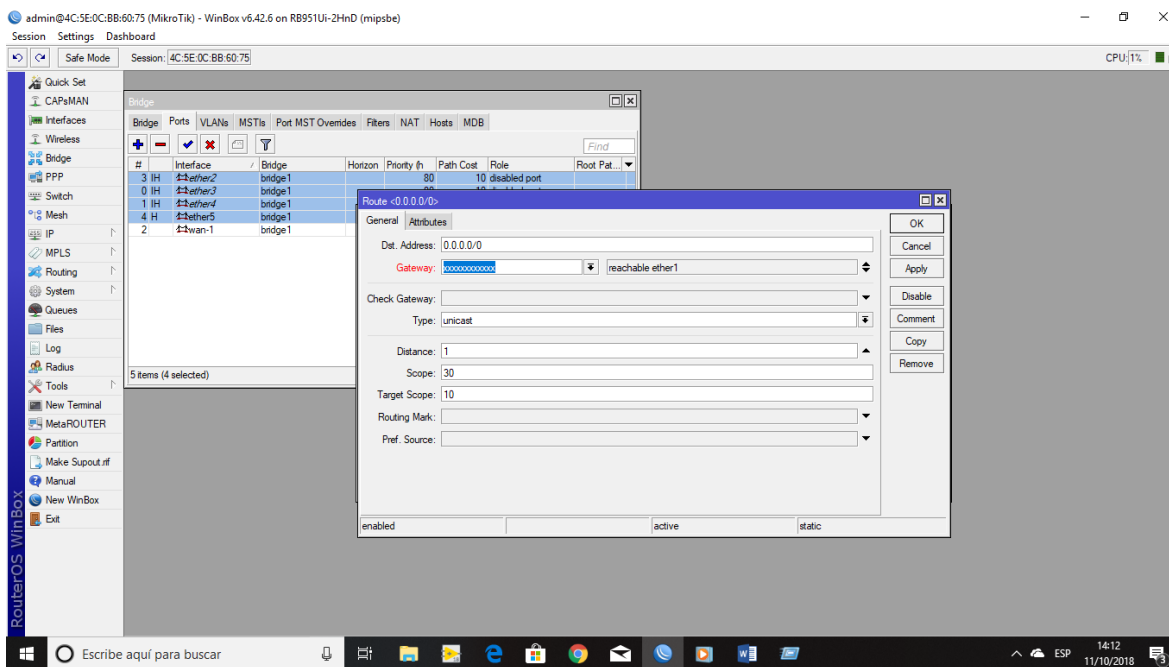 admin@4C:5E:0C:BB:60:75 (MikroTik) - WinBox v6.42.6 on RB951Ui-2HnD (mipsbe)
Session Settings Dashboard
Safe Mode Session: 4C:5E:0C:BB:60:75 CPU: 1%
Quick Set
CAPsMAN
Interfaces
Wireless
Bridge
PPP
Switch
Mesh
IP
MPLS
Routing
System
Queues
Files
Log
Radius
Tools
New Terminal
MetaROUTER
Partition
Make Supout.rif
Manual
New WinBox
Exit
RouterOS WinBox
Bridge
Bridge Ports VLANs MSTIs Port MST Overrides Filters NAT Hosts MDB
Find
# Interface / Bridge Horizon Priority (h Path Cost Role Root Pat...
3 IH ether2 bridge1 80 10 disabled port
0 IH ether3 bridge1
1 IH ether4 bridge1
4 H ether5 bridge1
2 wan-1 bridge1
5 items (4 selected)
Route <0.0.0.0/0>
General Attributes
Dst. Address: 0.0.0.0/0
Gateway: xxxxxxxxxxxx reachable ether1
Check Gateway:
Type: unicast
Distance: 1
Scope: 30
Target Scope: 10
Routing Mark:
Pref. Source:
OK
Cancel
Apply
Disable
Comment
Copy
Remove
enabled active static
Escribe aquí para buscar
ESP
14:12
11/10/2018